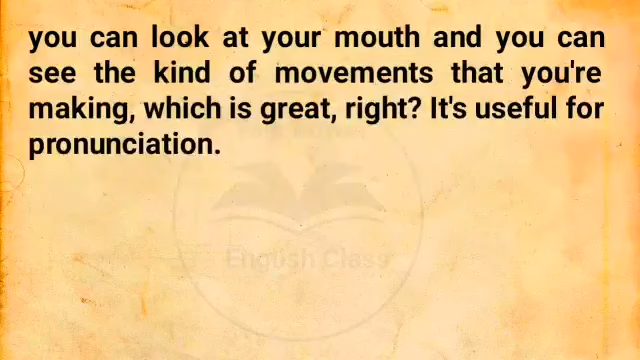 you can look at your mouth and you can
see the kind of movements that you're
making, which is great, right? It's useful for
pronunciation.
English Class